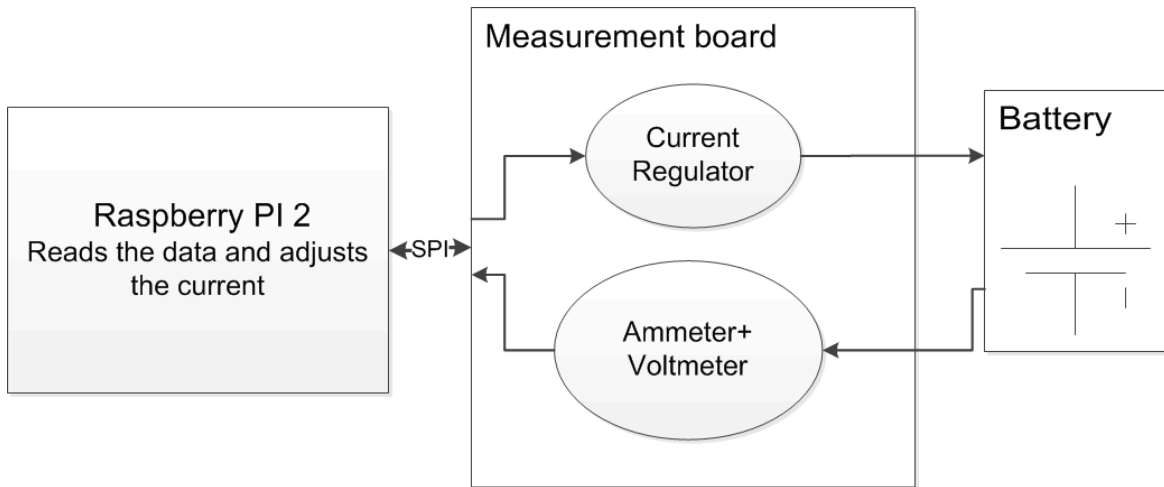 Measurement board
Current
Regulator
Battery
+
Raspberry PI 2
Reads the data and adjusts
the current
SPI
Ammeter+
Voltmeter